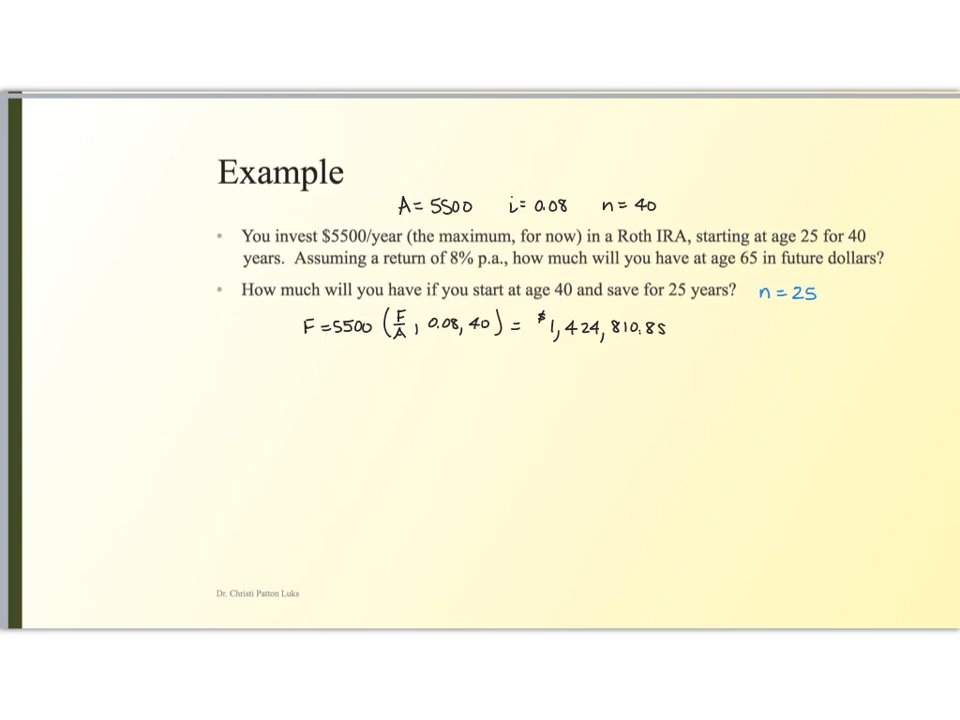 Example
A = 5500 i = 0.08 n = 40
• You invest $5500/year (the maximum, for now) in a Roth IRA, starting at age 25 for 40
years. Assuming a return of 8% p.a., how much will you have at age 65 in future dollars?
• How much will you have if you start at age 40 and save for 25 years? n = 25
F = 5500 (F/A, 0.08, 40) = $1,424,810.85
Dr. Christi Patton Luks